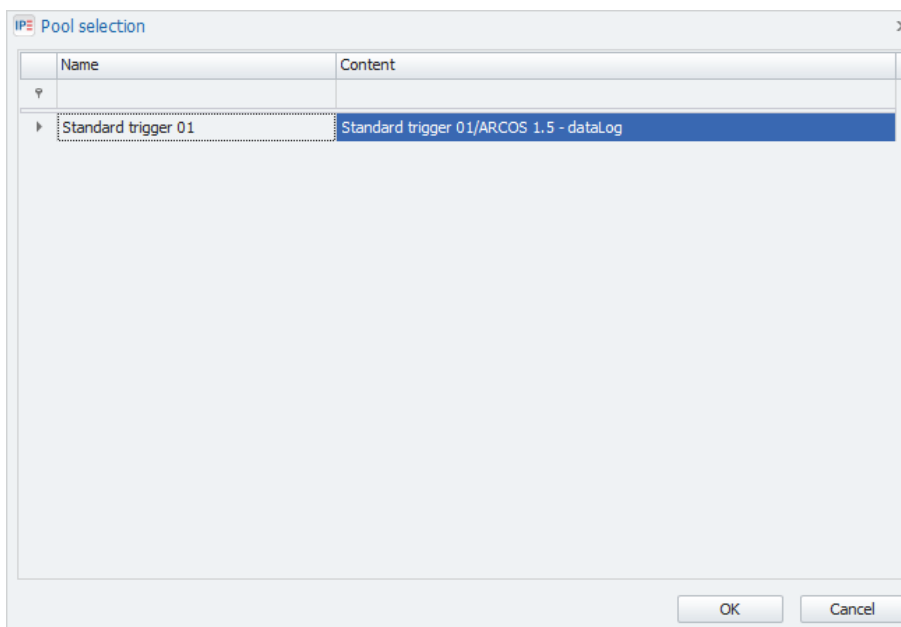 IPE Pool selection
Name Content
Standard trigger 01 Standard trigger 01/ARCOS 1.5 - dataLog
OK Cancel